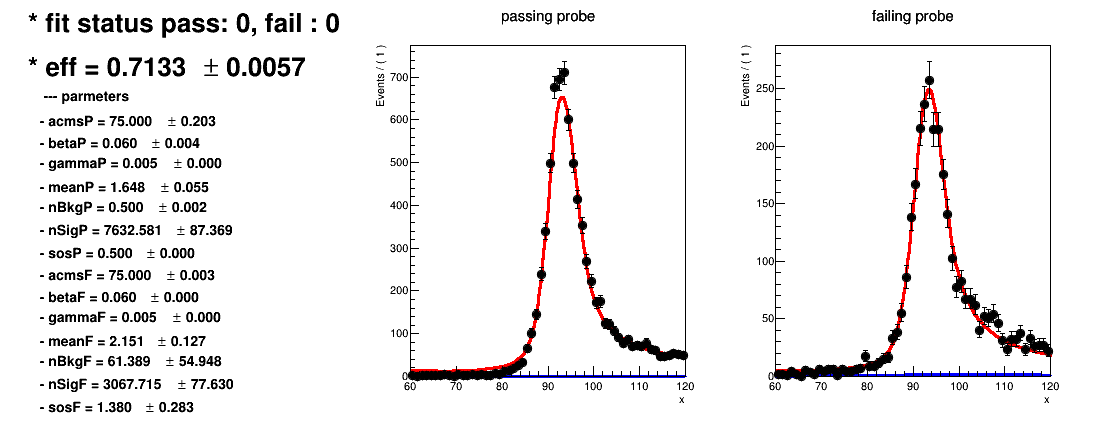 * fit status pass: 0, fail : 0
* eff = 0.7133 ± 0.0057
--- parmeters
- acmsP = 75.000 ± 0.203
- betaP = 0.060 ± 0.004
- gammaP = 0.005 ± 0.000
- meanP = 1.648 ± 0.055
- nBkgP = 0.500 ± 0.002
- nSigP = 7632.581 ± 87.369
- sosP = 0.500 ± 0.000
- acmsF = 75.000 ± 0.003
- betaF = 0.060 ± 0.000
- gammaF = 0.005 ± 0.000
- meanF = 2.151 ± 0.127
- nBkgF = 61.389 ± 54.948
- nSigF = 3067.715 ± 77.630
- sosF = 1.380 ± 0.283
passing probe
Events / ( 1 )
700
600
500
400
300
200
100
0
60 70 80 90 100 110 120
x
failing probe
Events / ( 1 )
250
200
150
100
50
0
60 70 80 90 100 110 120
x